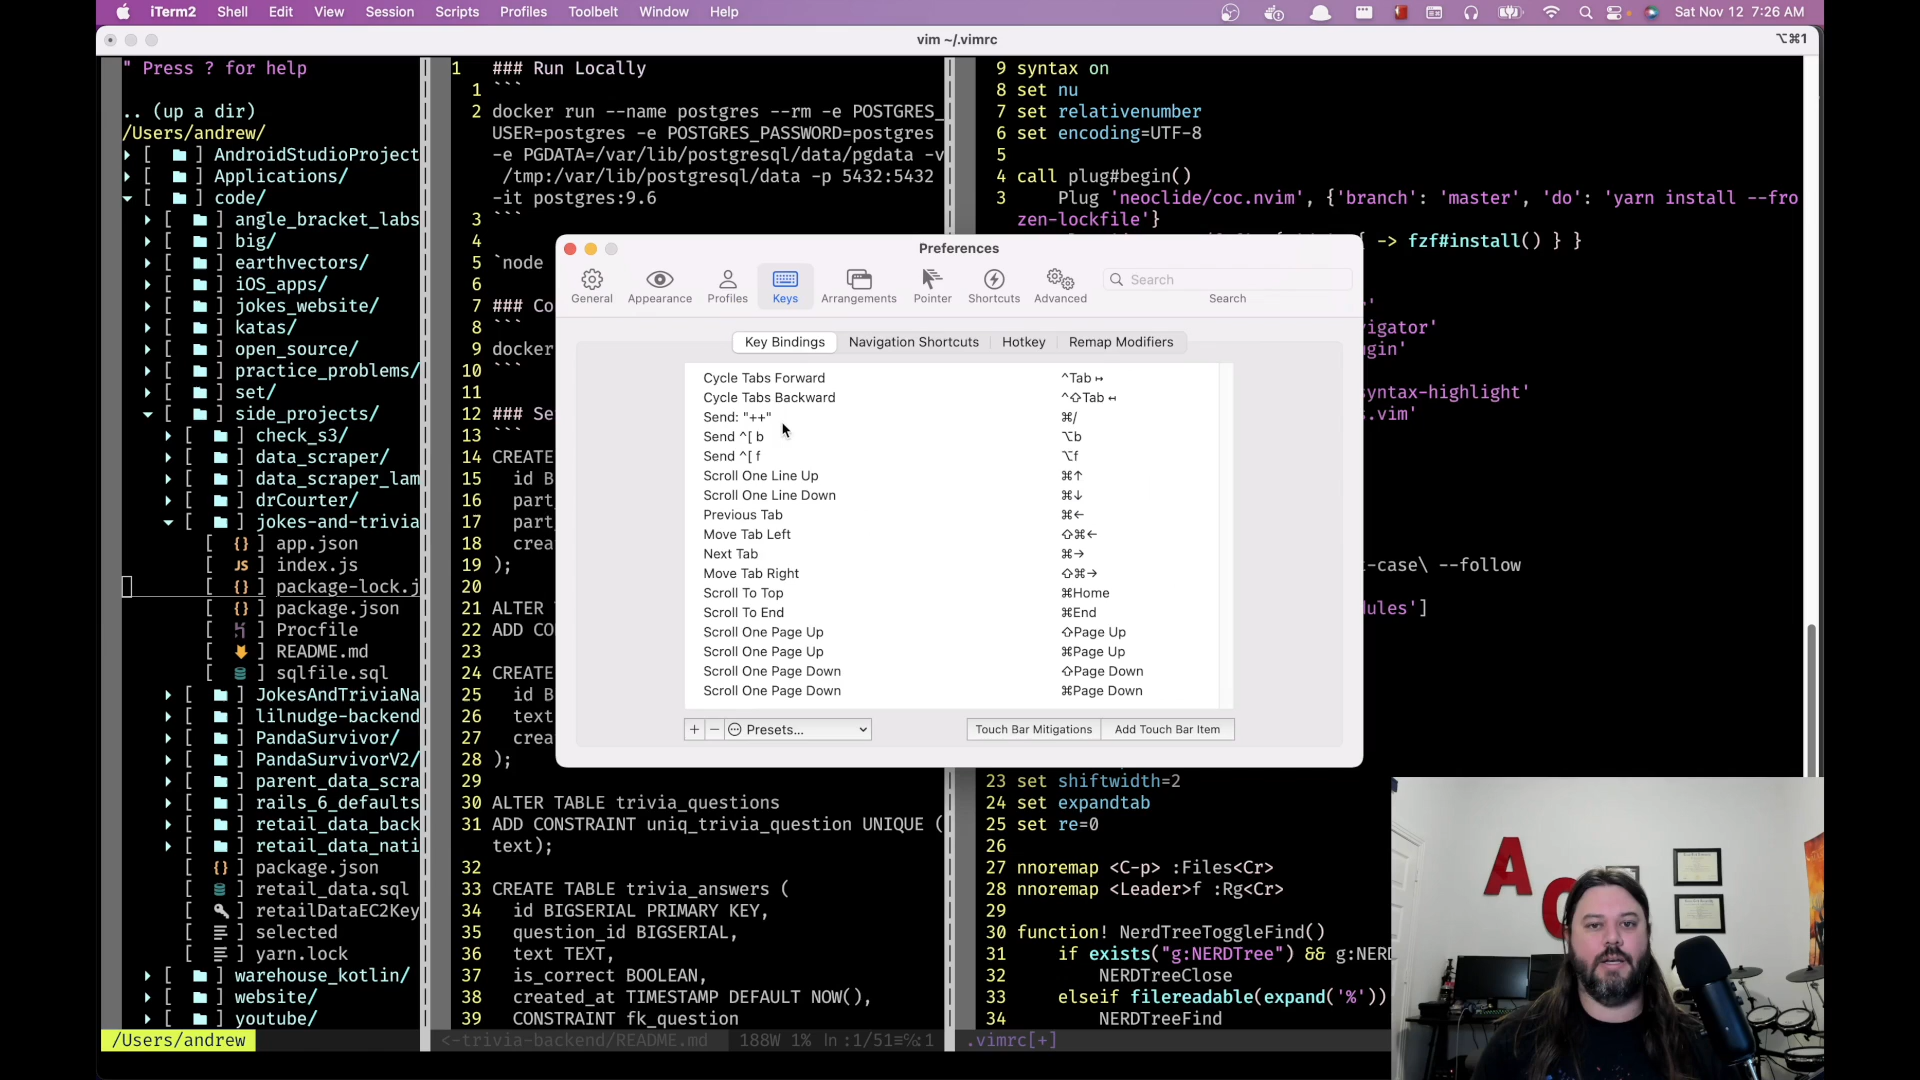 iTerm2 Shell Edit View Session Scripts Profiles Toolbelt Window Help Sat Nov 12 7:26 AM
vim ~/.vimrc ⌥⌘1
" Press ? for help
.. (up a dir)
/Users/andrew/
AndroidStudioProject
Applications/
code/
angle_bracket_labs
big/
earthvectors/
iOS_apps/
jokes_website/
katas/
open_source/
practice_problems/
set/
side_projects/
check_s3/
data_scraper/
data_scraper_lam
drCourter/
jokes-and-trivia
{} app.json
JS index.js
{} package-lock.j
{} package.json
Procfile
README.md
sqlfile.sql
JokesAndTriviaNa
lilnudge-backend
PandaSurvivor/
PandaSurvivorV2/
parent_data_scra
rails_6_defaults
retail_data_back
retail_data_nati
{} package.json
retail_data.sql
retailDataEC2Key
selected
yarn.lock
warehouse_kotlin/
website/
youtube/
/Users/andrew
1 ### Run Locally
1 ```
2 docker run --name postgres --rm -e POSTGRES_
USER=postgres -e POSTGRES_PASSWORD=postgres
-e PGDATA=/var/lib/postgresql/data/pgdata -v
/tmp:/var/lib/postgresql/data -p 5432:5432
-it postgres:9.6
3 ```
4
5 `node
6
7 ### Co
8 ```
9 docker
10 ```
11
12 ### Se
13 ```
14 CREATE
15 id B
16 part
17 part
18 crea
19 );
20
21 ALTER
22 ADD CO
23
24 CREATE
25 id B
26 text
27 crea
28 );
29
30 ALTER TABLE trivia_questions
31 ADD CONSTRAINT uniq_trivia_question UNIQUE (
text);
32
33 CREATE TABLE trivia_answers (
34 id BIGSERIAL PRIMARY KEY,
35 question_id BIGSERIAL,
36 text TEXT,
37 is_correct BOOLEAN,
38 created_at TIMESTAMP DEFAULT NOW(),
39 CONSTRAINT fk_question
<-trivia-backend/README.md 188W 1% ln :1/51≡℅:1
9 syntax on
8 set nu
7 set relativenumber
6 set encoding=UTF-8
5
4 call plug#begin()
3 Plug 'neoclide/coc.nvim', {'branch': 'master', 'do': 'yarn install --fro
zen-lockfile'}
{ -> fzf#install() } }
vigator'
gin'
syntax-highlight'
s.vim'
-case\ --follow
dules']
23 set shiftwidth=2
24 set expandtab
25 set re=0
26
27 nnoremap <C-p> :Files<Cr>
28 nnoremap <Leader>f :Rg<Cr>
29
30 function! NerdTreeToggleFind()
31 if exists("g:NERDTree") && g:NERD
32 NERDTreeClose
33 elseif filereadable(expand('%'))
34 NERDTreeFind
.vimrc[+]
Preferences
General Appearance Profiles Keys Arrangements Pointer Shortcuts Advanced Search
Search
Key Bindings Navigation Shortcuts Hotkey Remap Modifiers
Cycle Tabs Forward ^Tab ↦
Cycle Tabs Backward ^⇧Tab ↤
Send: "++" ⌘/
Send ^[ b ⌥b
Send ^[ f ⌥f
Scroll One Line Up ⌘↑
Scroll One Line Down ⌘↓
Previous Tab ⌘←
Move Tab Left ⇧⌘←
Next Tab ⌘→
Move Tab Right ⇧⌘→
Scroll To Top ⌘Home
Scroll To End ⌘End
Scroll One Page Up ⇧Page Up
Scroll One Page Up ⌘Page Up
Scroll One Page Down ⇧Page Down
Scroll One Page Down ⌘Page Down
+ − Presets... Touch Bar Mitigations Add Touch Bar Item
A